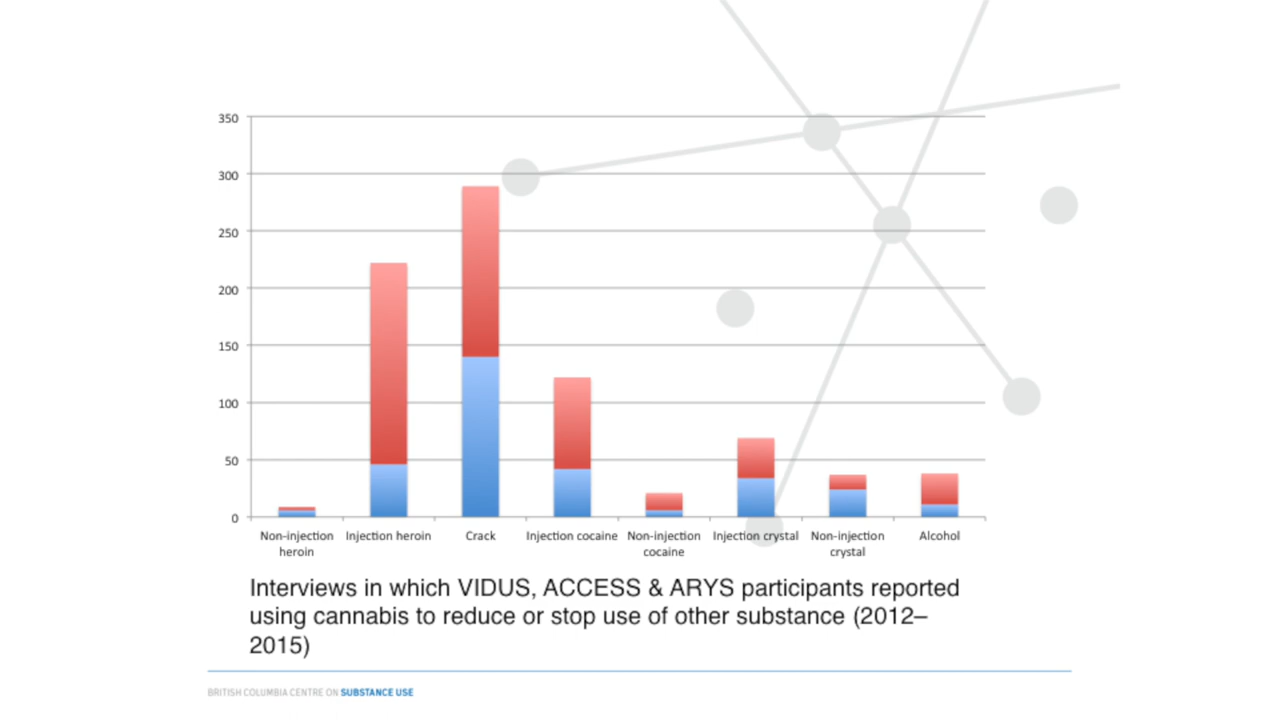 350
300
250
200
150
100
50
0
Non-injection heroin
Injection heroin
Crack
Injection cocaine
Non-injection cocaine
Injection crystal
Non-injection crystal
Alcohol
Interviews in which VIDUS, ACCESS & ARYS participants reported
using cannabis to reduce or stop use of other substance (2012–
2015)
BRITISH COLUMBIA CENTRE ON SUBSTANCE USE